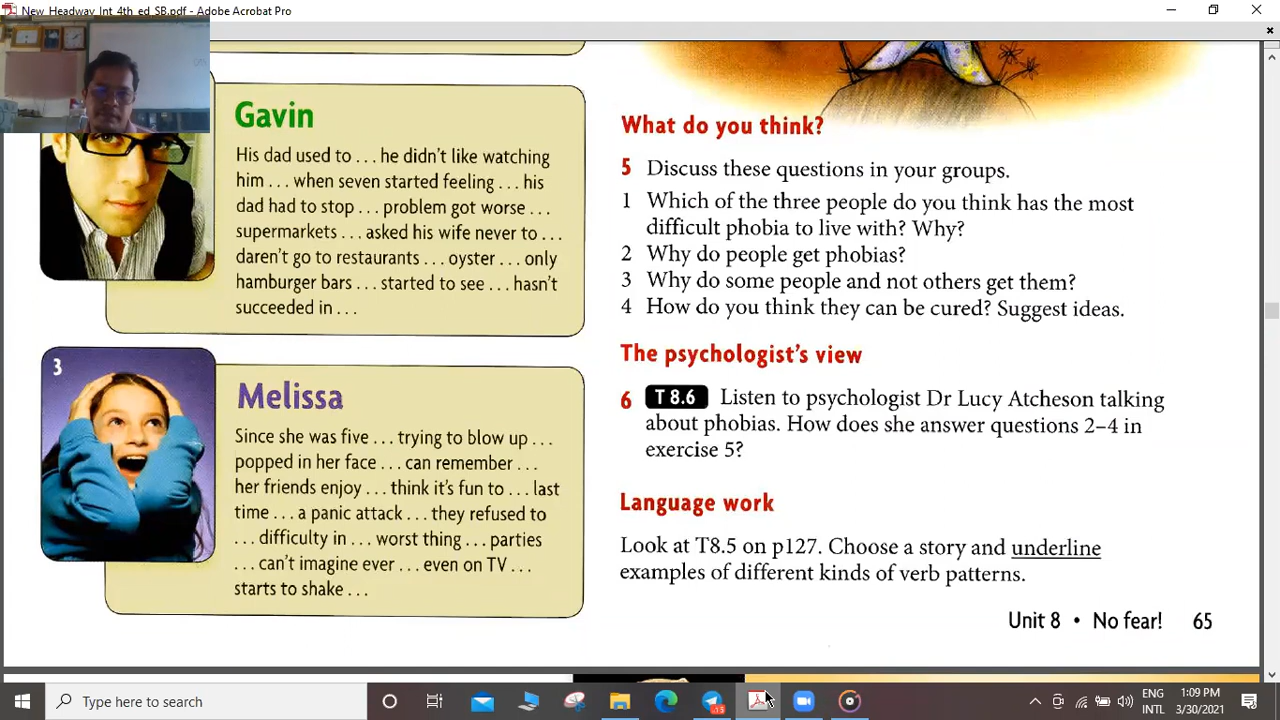 New_Headway_Int_4th_ed_SB.pdf - Adobe Acrobat Pro
Gavin
His dad used to . . . he didn't like watching
him . . . when seven started feeling . . . his
dad had to stop . . . problem got worse . . .
supermarkets . . . asked his wife never to . . .
daren't go to restaurants . . . oyster . . . only
hamburger bars . . . started to see . . . hasn't
succeeded in . . .
3
Melissa
Since she was five . . . trying to blow up . . .
popped in her face . . . can remember . . .
her friends enjoy . . . think it's fun to . . . last
time . . . a panic attack . . . they refused to
. . . difficulty in . . . worst thing . . . parties
. . . can't imagine ever . . . even on TV . . .
starts to shake . . .
What do you think?
5 Discuss these questions in your groups.
1 Which of the three people do you think has the most
difficult phobia to live with? Why?
2 Why do people get phobias?
3 Why do some people and not others get them?
4 How do you think they can be cured? Suggest ideas.
The psychologist's view
6 T 8.6 Listen to psychologist Dr Lucy Atcheson talking
about phobias. How does she answer questions 2–4 in
exercise 5?
Language work
Look at T8.5 on p127. Choose a story and underline
examples of different kinds of verb patterns.
Unit 8 • No fear! 65
Type here to search
ENG
INTL
1:09 PM
3/30/2021